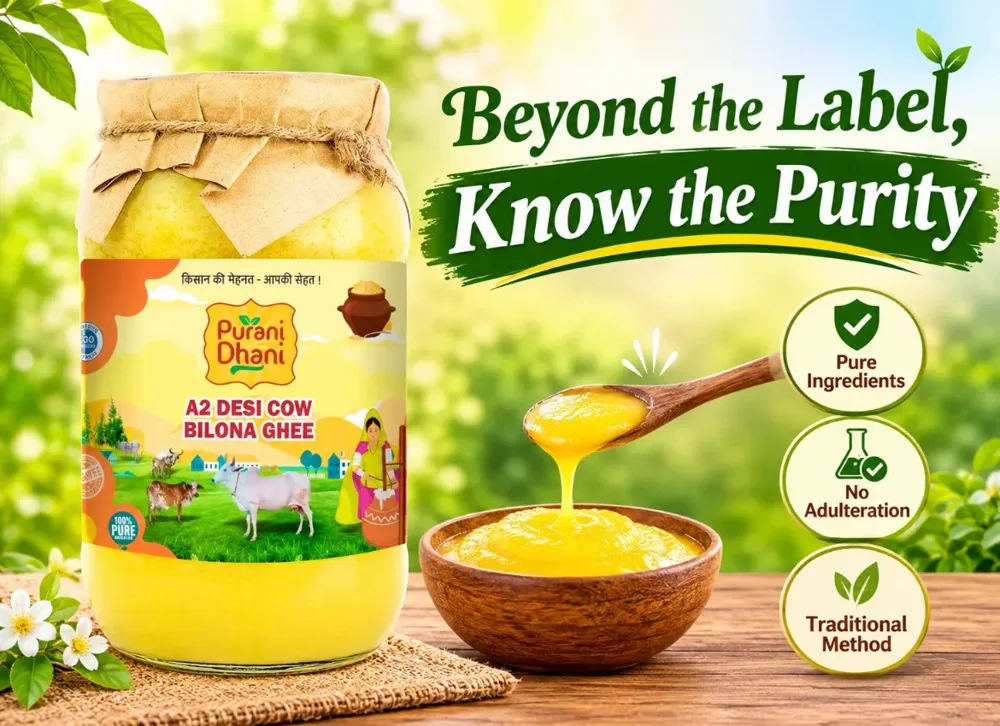 Beyond the Label,
Know the Purity
किसान की मेहनत - आपकी सेहत !
Purani
Dhani
A2 DESI COW
BILONA GHEE
100%
PURE
Pure
Ingredients
No
Adulteration
Traditional
Method